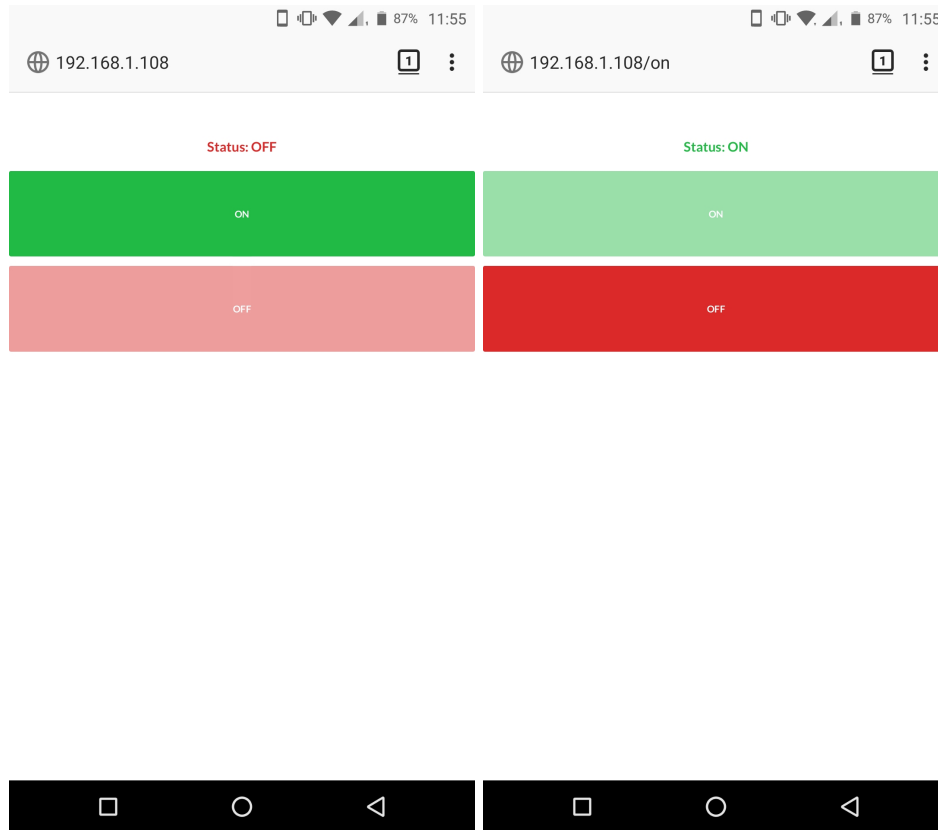 87% 11:55
192.168.1.108
1
Status: OFF
ON
OFF
87% 11:55
192.168.1.108/on
1
Status: ON
ON
OFF